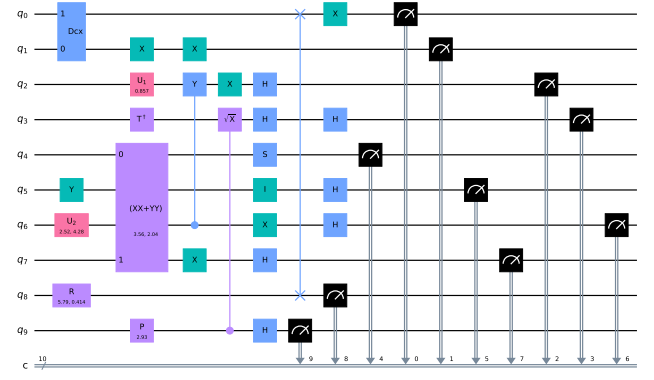 q0 1 X
Dcx
q1 0 X X
q2 U1 Y X H
0.857
q3 T† √X H H
q4 0 S
q5 Y I H
(XX+YY)
q6 U2 X H
2.52, 4.28 3.56, 2.04
q7 1 X H
q8 R
5.79, 0.414
q9 P H
2.93
c 10 9 8 4 0 1 5 7 2 3 6